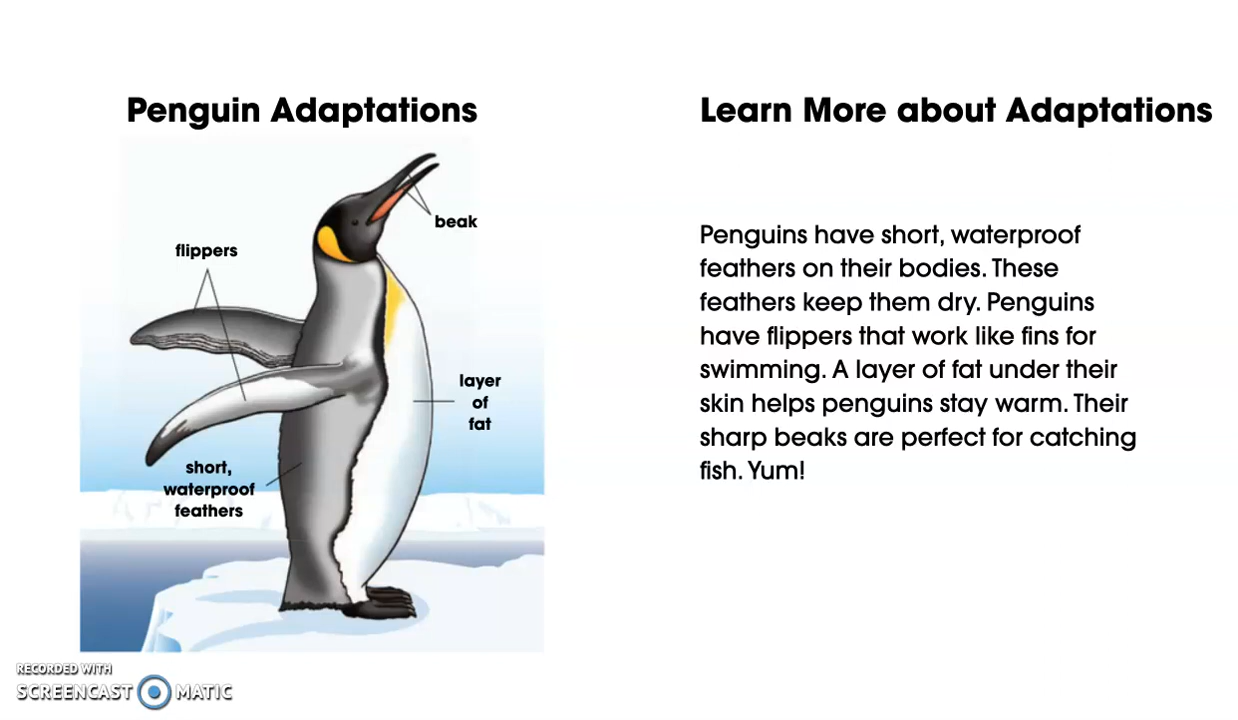 Penguin Adaptations
beak
flippers
layer
of
fat
short,
waterproof
feathers
Learn More about Adaptations
Penguins have short, waterproof
feathers on their bodies. These
feathers keep them dry. Penguins
have flippers that work like fins for
swimming. A layer of fat under their
skin helps penguins stay warm. Their
sharp beaks are perfect for catching
fish. Yum!
RECORDED WITH
SCREENCAST MATIC